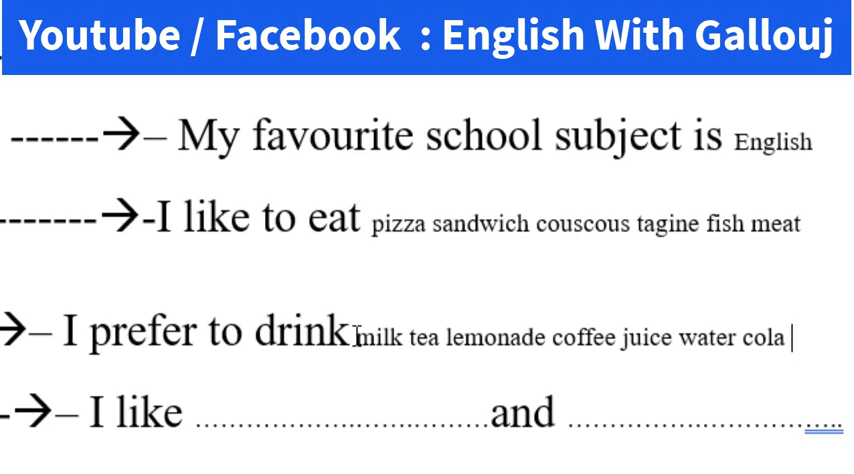 Youtube / Facebook : English With Gallouj
------→– My favourite school subject is English
-------→-I like to eat pizza sandwich couscous tagine fish meat
→– I prefer to drink milk tea lemonade coffee juice water cola
-→– I like ……………………………and …………………………..